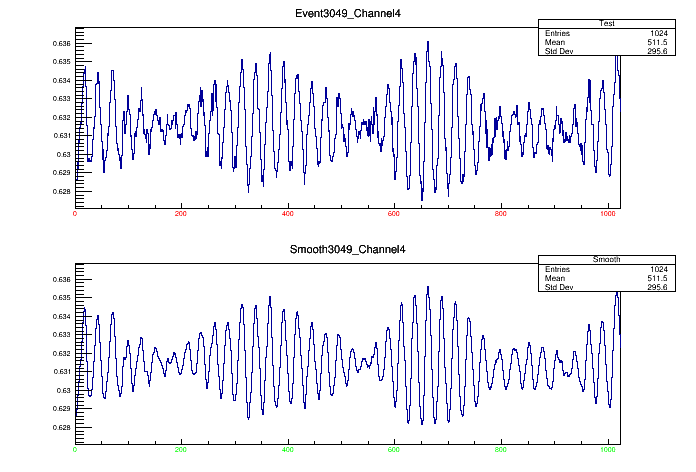 Event3049_Channel4
Test
Entries 1024
Mean 511.5
Std Dev 295.6
0.636
0.635
0.634
0.633
0.632
0.631
0.63
0.629
0.628
0 200 400 600 800 1000
Smooth3049_Channel4
Smooth
Entries 1024
Mean 511.5
Std Dev 295.6
0.636
0.635
0.634
0.633
0.632
0.631
0.63
0.629
0.628
0 200 400 600 800 1000